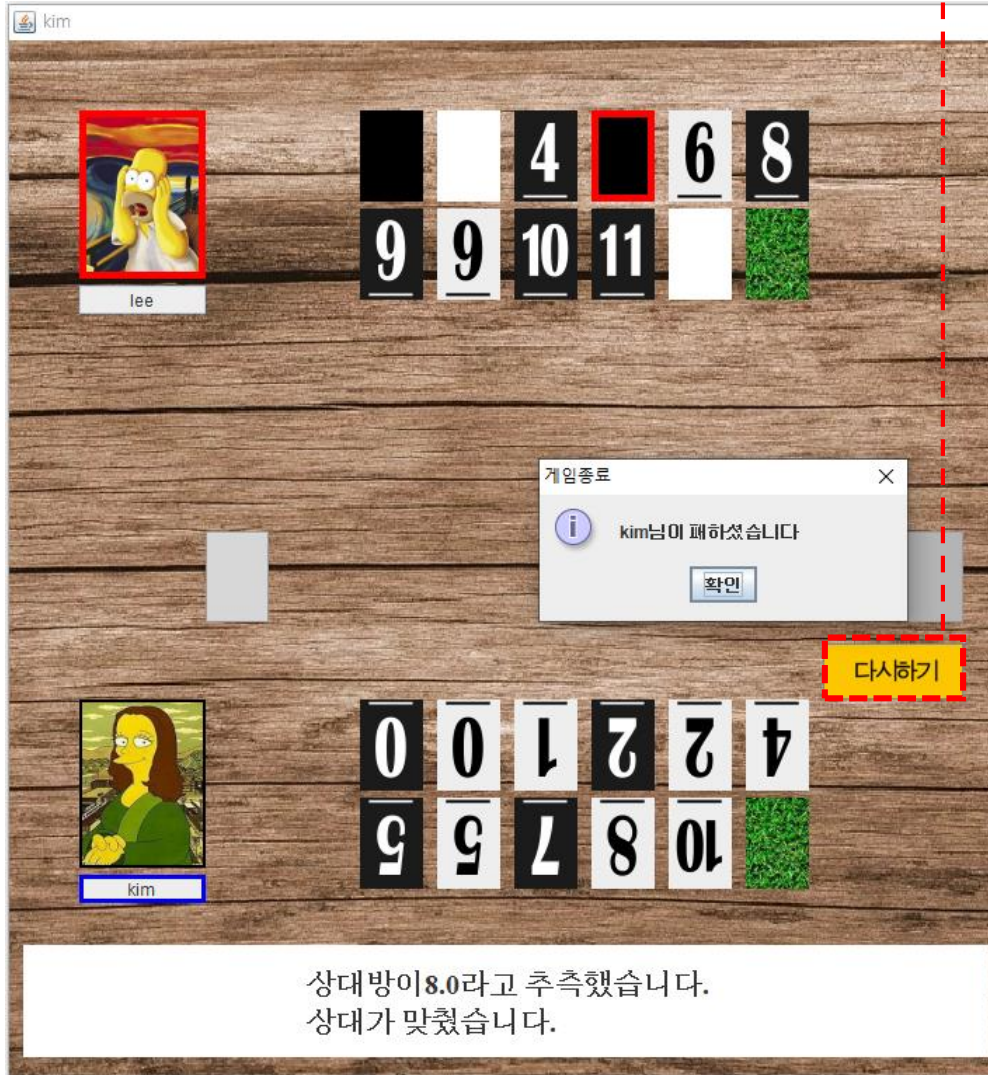 kim
4 6 8
9 9 10 11
lee
게임종료
kim님이 패하셨습니다
확인
다시하기
0 0 1 2 2 4
5 5 7 8 10
kim
상대방이8.0라고 추측했습니다.
상대가 맞췄습니다.